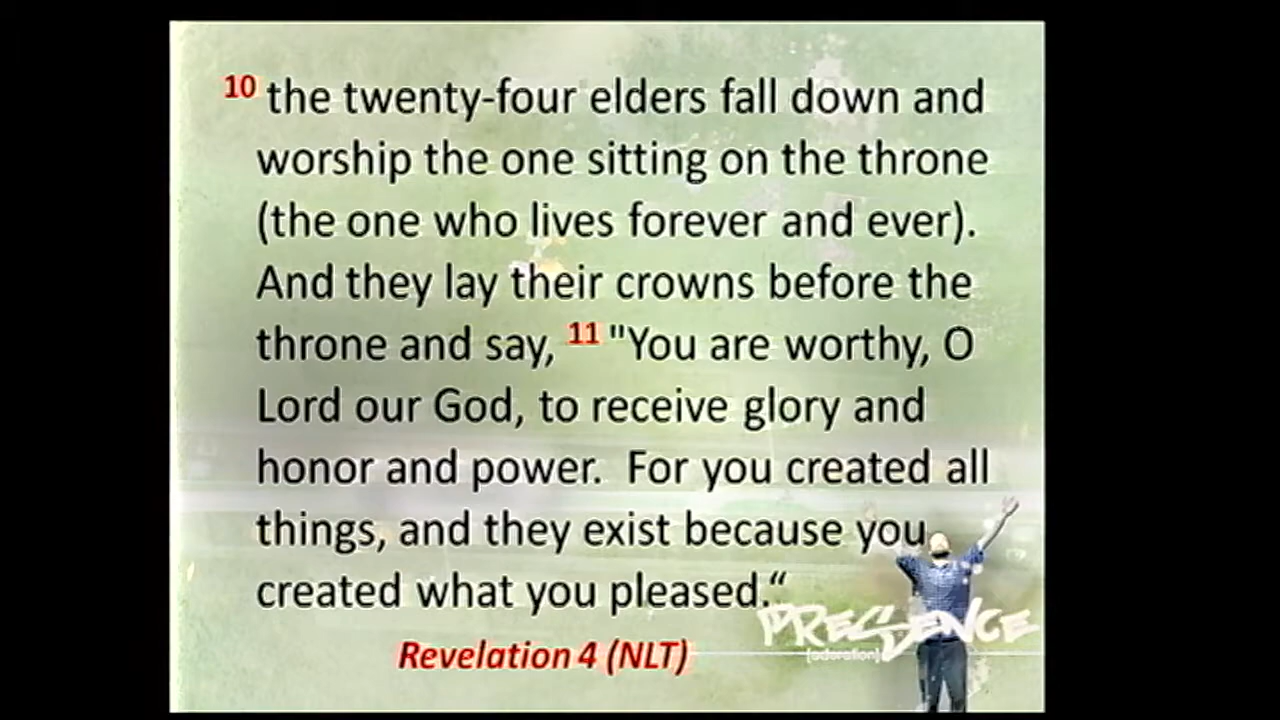 10 the twenty-four elders fall down and
worship the one sitting on the throne
(the one who lives forever and ever).
And they lay their crowns before the
throne and say, 11 "You are worthy, O
Lord our God, to receive glory and
honor and power.  For you created all
things, and they exist because you
created what you pleased.“
PRESENCE
[adoration]
Revelation 4 (NLT)